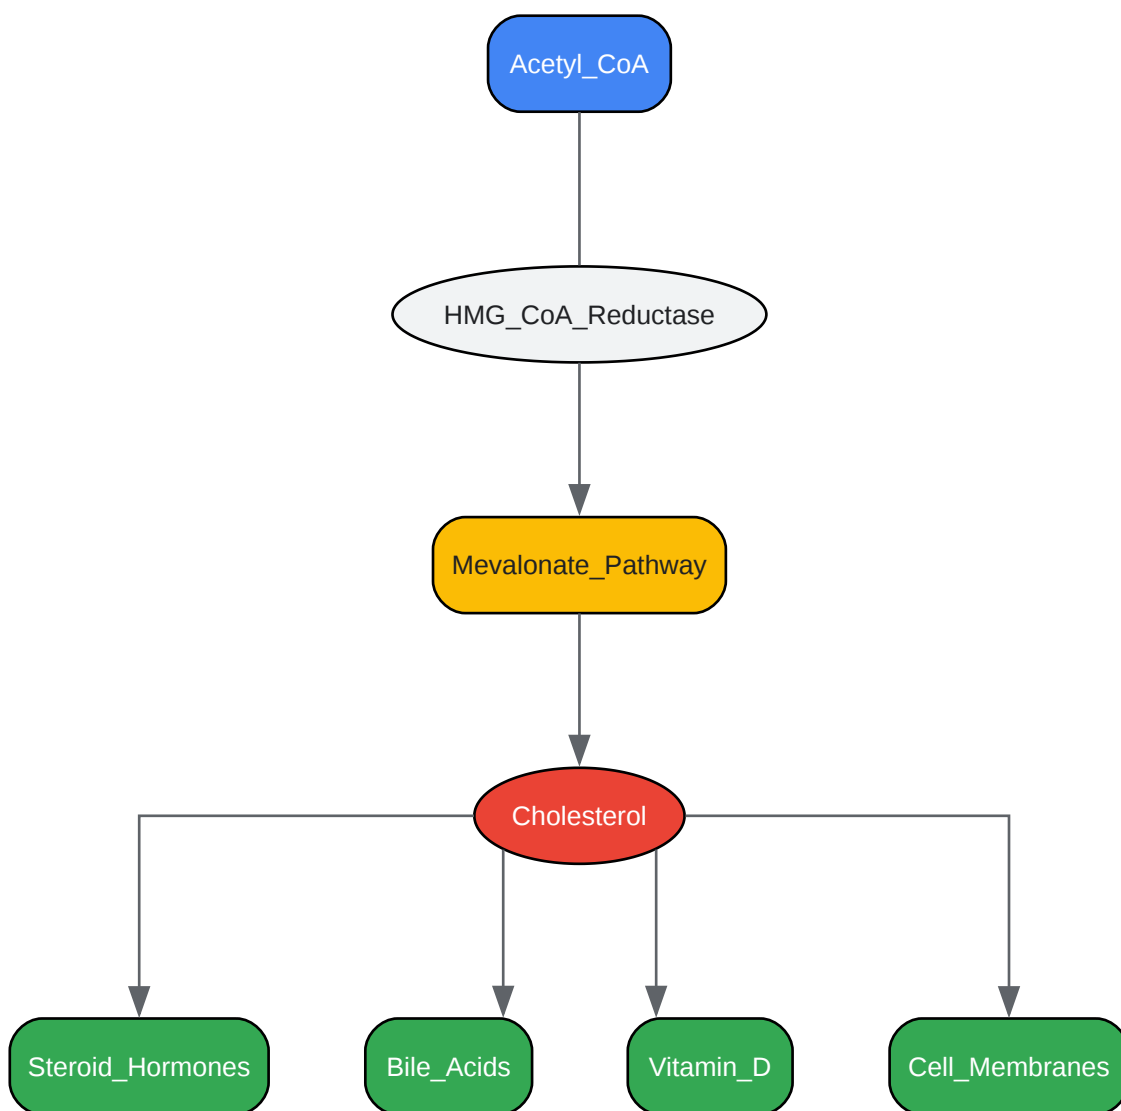 Acetyl_CoA
HMG_CoA_Reductase
Mevalonate_Pathway
Cholesterol
Steroid_Hormones
Bile_Acids
Vitamin_D
Cell_Membranes